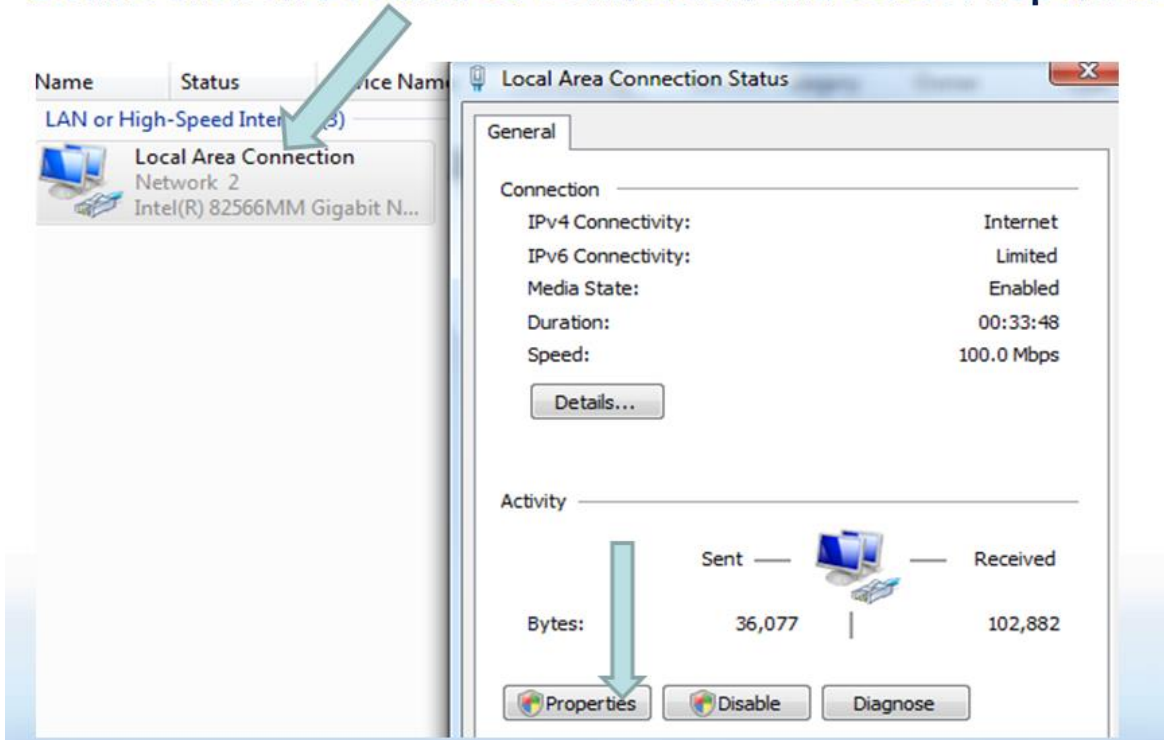 Name Status
LAN or High-Speed
Local Area Connection
Network 2
Intel(R) 82566MM Gigabit N...
Local Area Connection Status
General
Connection
IPv4 Connectivity: Internet
IPv6 Connectivity: Limited
Media State: Enabled
Duration: 00:33:48
Speed: 100.0 Mbps
Details...
Activity
Sent Received
Bytes: 36,077 102,882
Properties Disable Diagnose